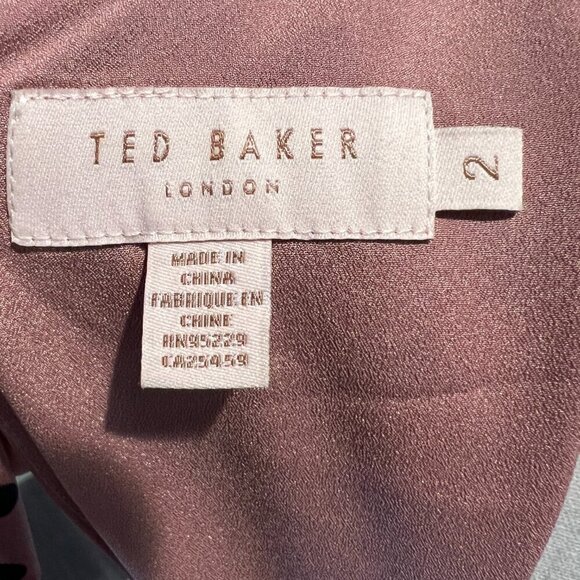 TED BAKER
LONDON
2
MADE IN
CHINA
FABRIQUE EN
CHINE
RN95229
CA25459